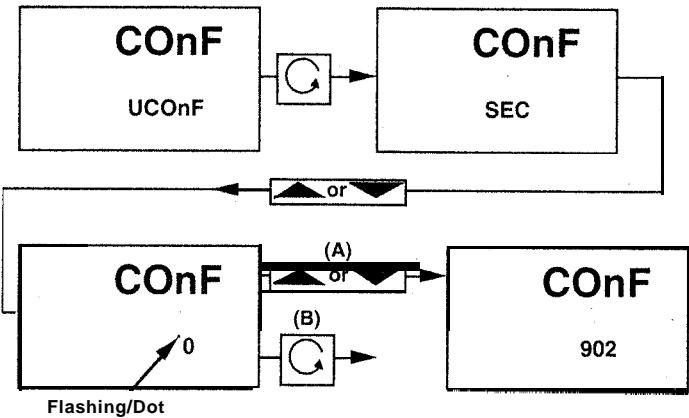 COnF
UCOnF
COnF
SEC
or
COnF
0
(A)
or
(B)
COnF
902
Flashing/Dot